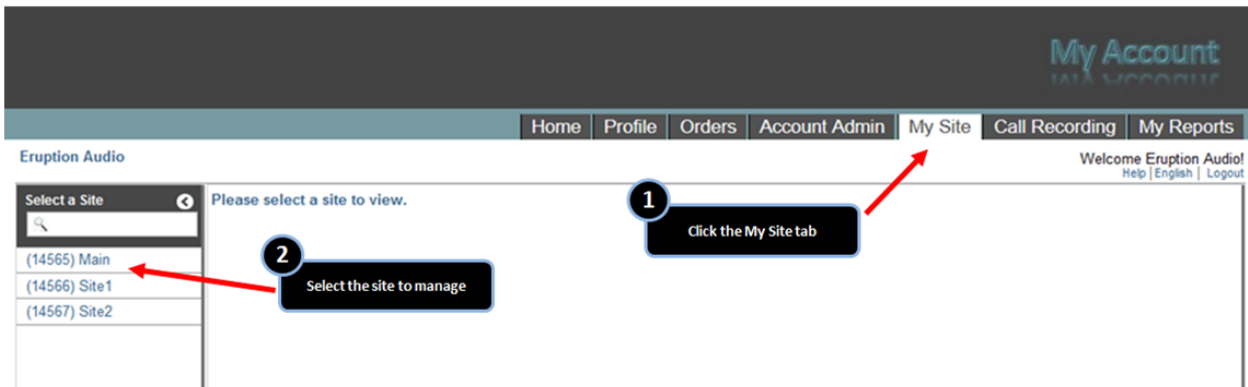 My Account
Home Profile Orders Account Admin My Site Call Recording My Reports
Eruption Audio
Welcome Eruption Audio!
Help | English | Logout
Select a Site
Please select a site to view.
1
Click the My Site tab
(14565) Main
2
Select the site to manage
(14566) Site1
(14567) Site2